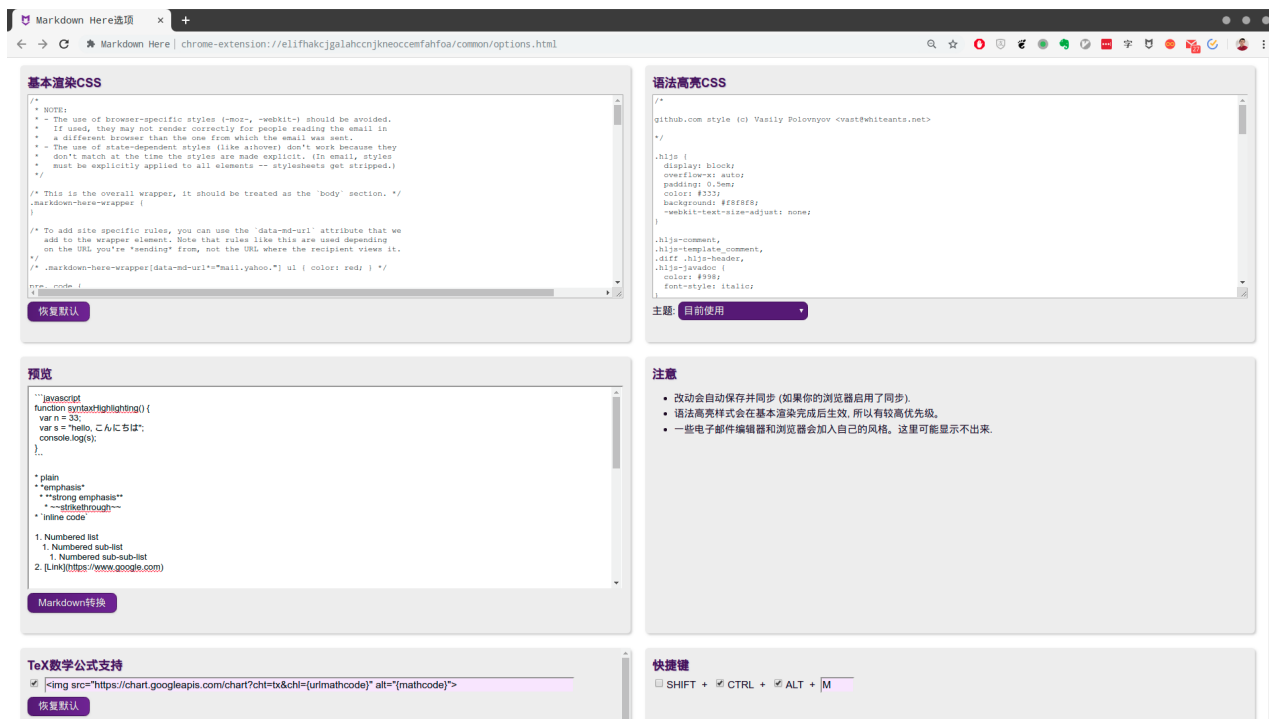 Markdown Here选项
Markdown Here | chrome-extension://elifhakcjgalahccnjkneoccemfahfoa/common/options.html
基本渲染CSS
/*
 * NOTE:
 * - The use of browser-specific styles (-moz-, -webkit-) should be avoided.
 *   If used, they may not render correctly for people reading the email in
 *   a different browser than the one from which the email was sent.
 * - The use of state-dependent styles (like a:hover) don't work because they
 *   don't match at the time the styles are made explicit. (In email, styles
 *   must be explicitly applied to all elements -- stylesheets get stripped.)
 */
/* This is the overall wrapper, it should be treated as the `body` section. */
.markdown-here-wrapper {
}
/* To add site specific rules, you can use the `data-md-url` attribute that we
   add to the wrapper element. Note that rules like this are used depending
   on the URL you're *sending* from, not the URL where the recipient views it.
*/
/* .markdown-here-wrapper[data-md-url*="mail.yahoo."] ul { color: red; } */
pre, code {
恢复默认
语法高亮CSS
/*
github.com style (c) Vasily Polovnyov <vast@whiteants.net>
*/
.hljs {
  display: block;
  overflow-x: auto;
  padding: 0.5em;
  color: #333;
  background: #f8f8f8;
  -webkit-text-size-adjust: none;
}
.hljs-comment,
.hljs-template_comment,
.diff .hljs-header,
.hljs-javadoc {
  color: #998;
  font-style: italic;
}
主题: 目前使用
预览
```javascript
function syntaxHighlighting() {
  var n = 33;
  var s = "hello, こんにちは";
  console.log(s);
}
```
* plain
* *emphasis*
  * **strong emphasis**
    * ~~strikethrough~~
* `inline code`
1. Numbered list
   1. Numbered sub-list
      1. Numbered sub-sub-list
2. [Link](https://www.google.com)
Markdown转换
注意
• 改动会自动保存并同步 (如果你的浏览器启用了同步).
• 语法高亮样式会在基本渲染完成后生效, 所以有较高优先级。
• 一些电子邮件编辑器和浏览器会加入自己的风格。这里可能显示不出来.
TeX数学公式支持
<img src="https://chart.googleapis.com/chart?cht=tx&chl={urlmathcode}" alt="{mathcode}">
恢复默认
快捷键
SHIFT + CTRL + ALT + M